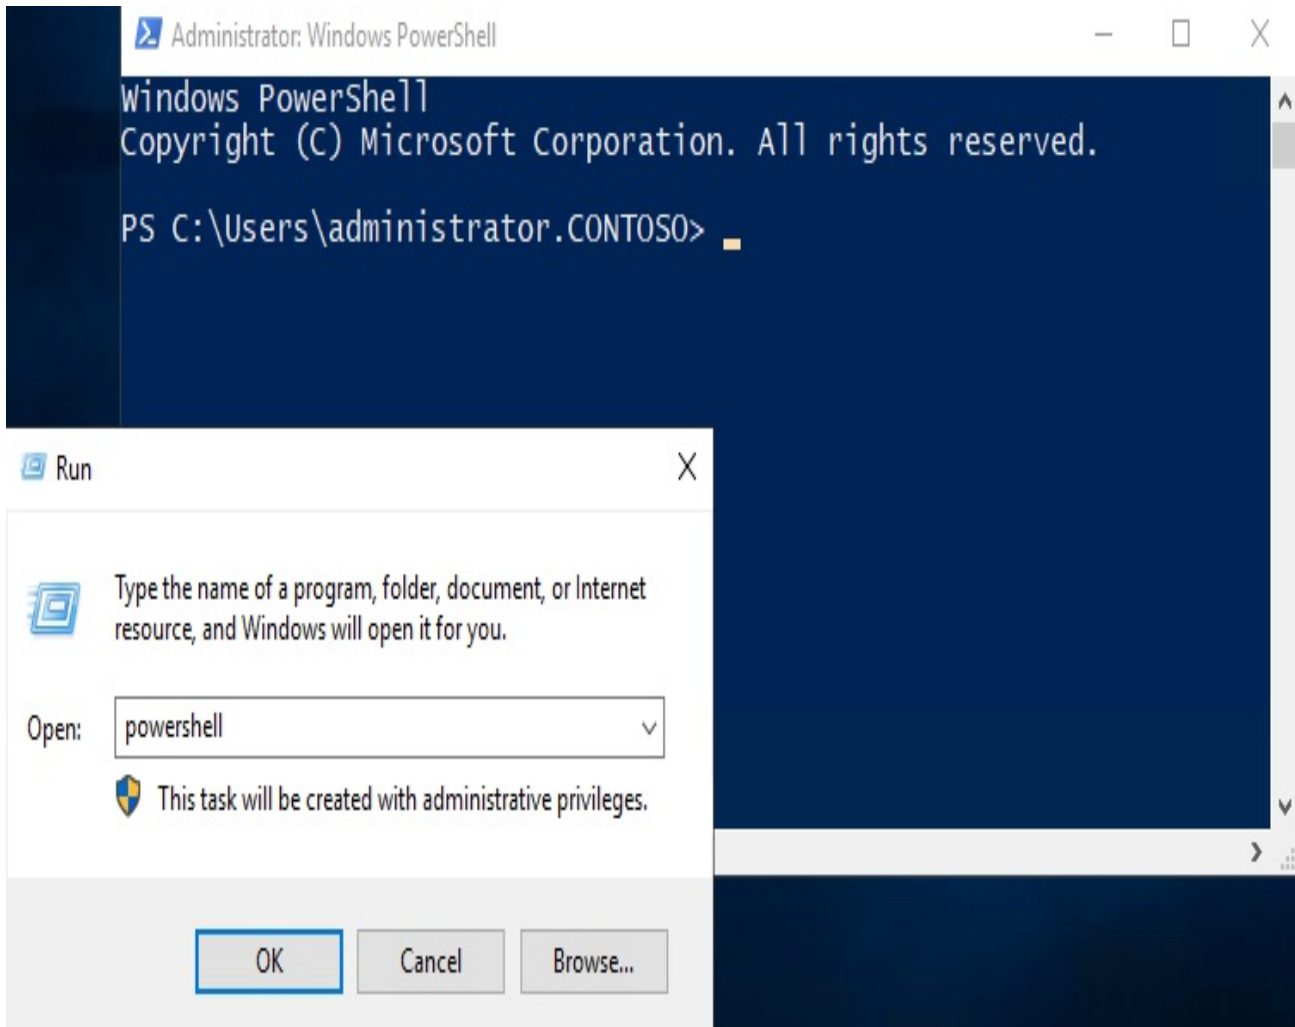 Administrator: Windows PowerShell
Windows PowerShell
Copyright (C) Microsoft Corporation. All rights reserved.
PS C:\Users\administrator.CONTOSO> _
Run
Type the name of a program, folder, document, or Internet
resource, and Windows will open it for you.
Open: powershell
This task will be created with administrative privileges.
OK Cancel Browse...